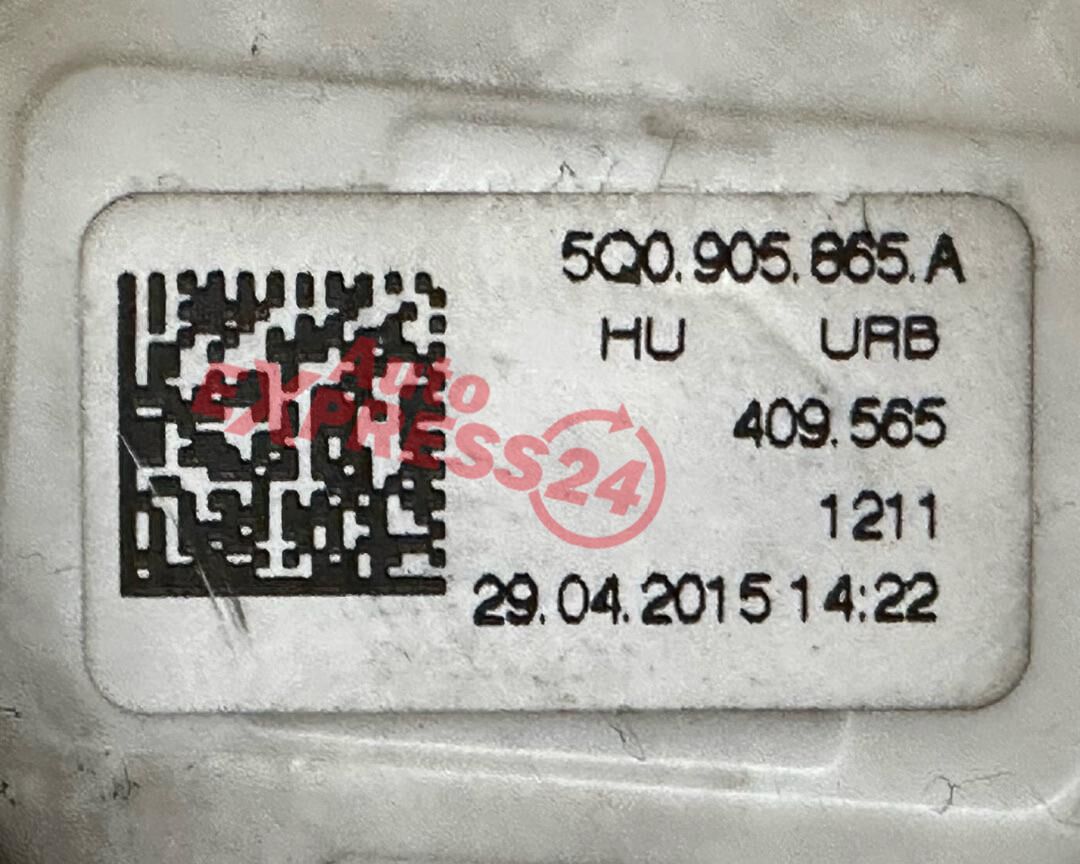 5Q0.905.865.A
HU URB
409.565
1211
29.04.2015 14:22
Auto
EXPRESS24